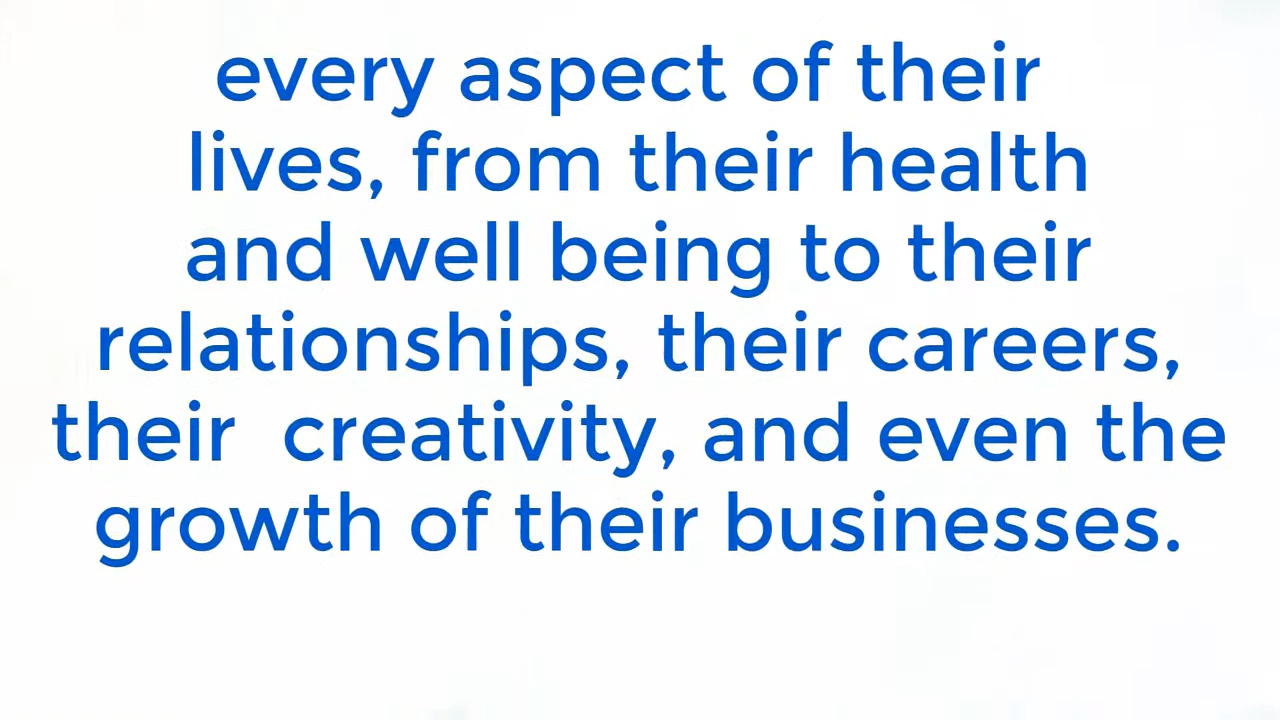 every aspect of their
lives, from their health
and well being to their
relationships, their careers,
their  creativity, and even the
growth of their businesses.